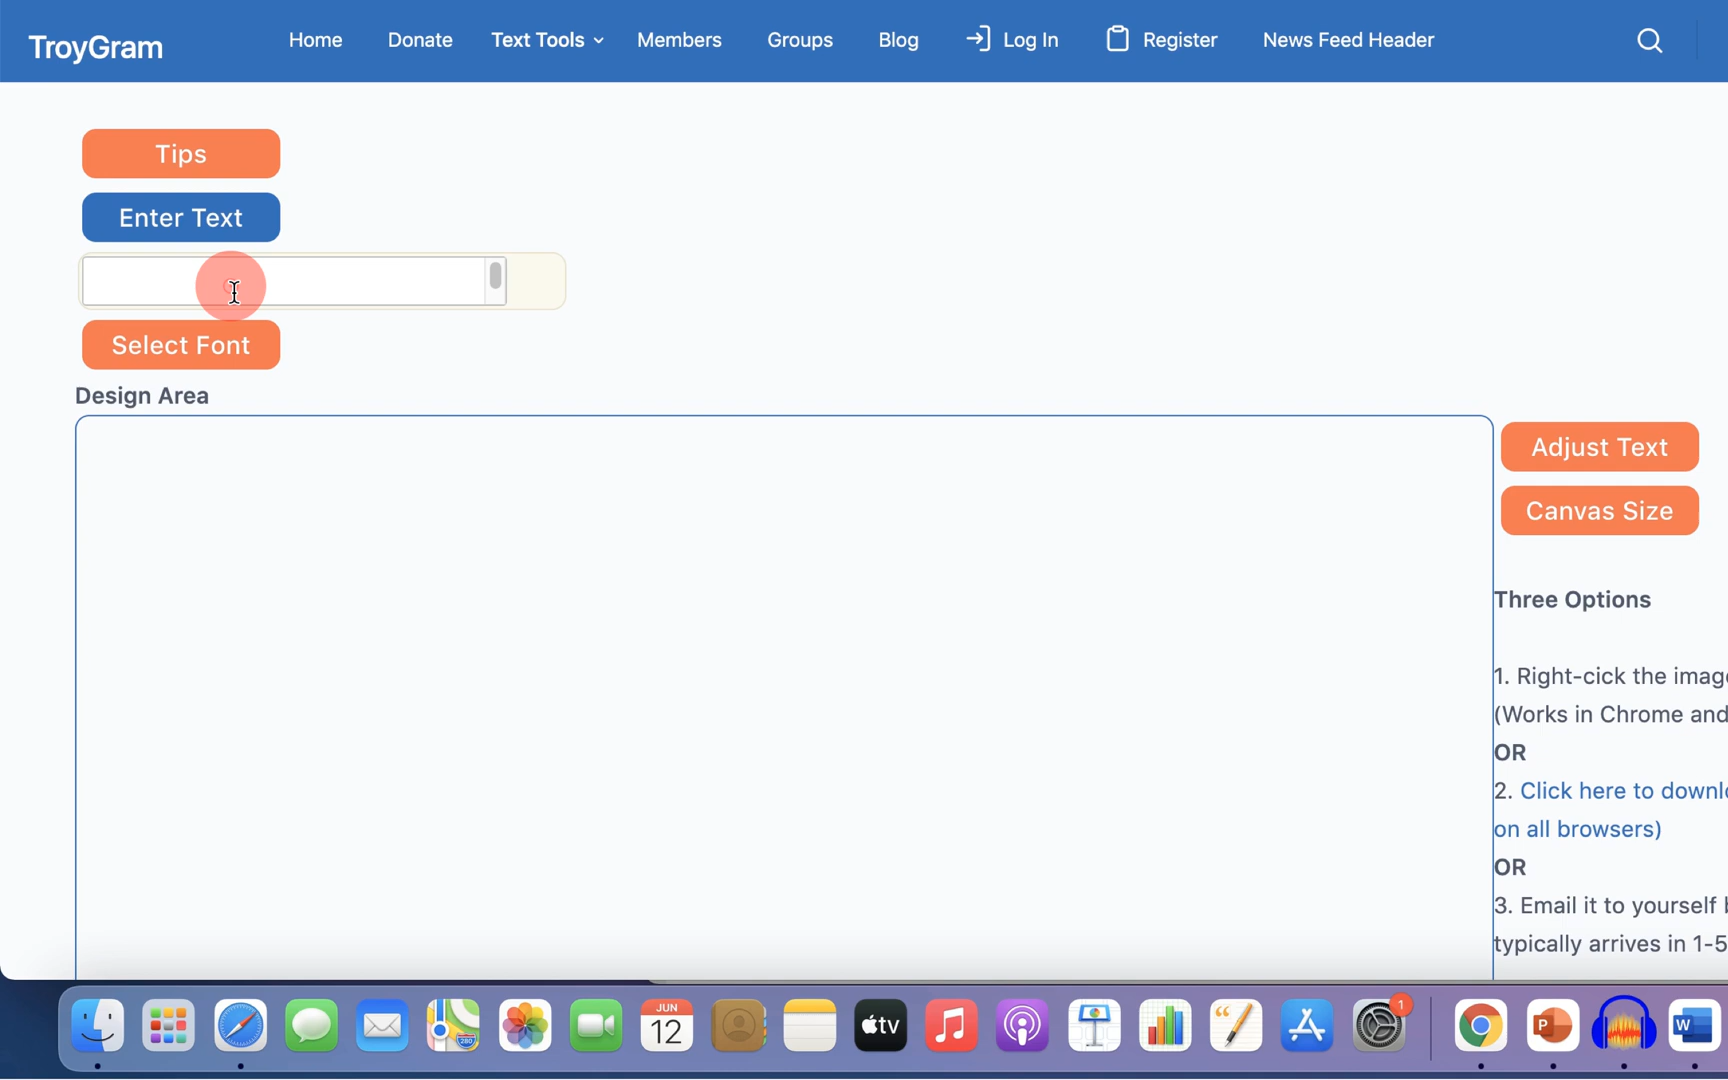 TroyGram
Home Donate Text Tools Members Groups Blog Log In Register News Feed Header
Tips
Enter Text
Select Font
Design Area
Adjust Text
Canvas Size
Three Options
1. Right-cick the imag
(Works in Chrome and
OR
2. Click here to downl
on all browsers)
OR
3. Email it to yourself
typically arrives in 1-5
280
JUN
12
tv
1
P
W